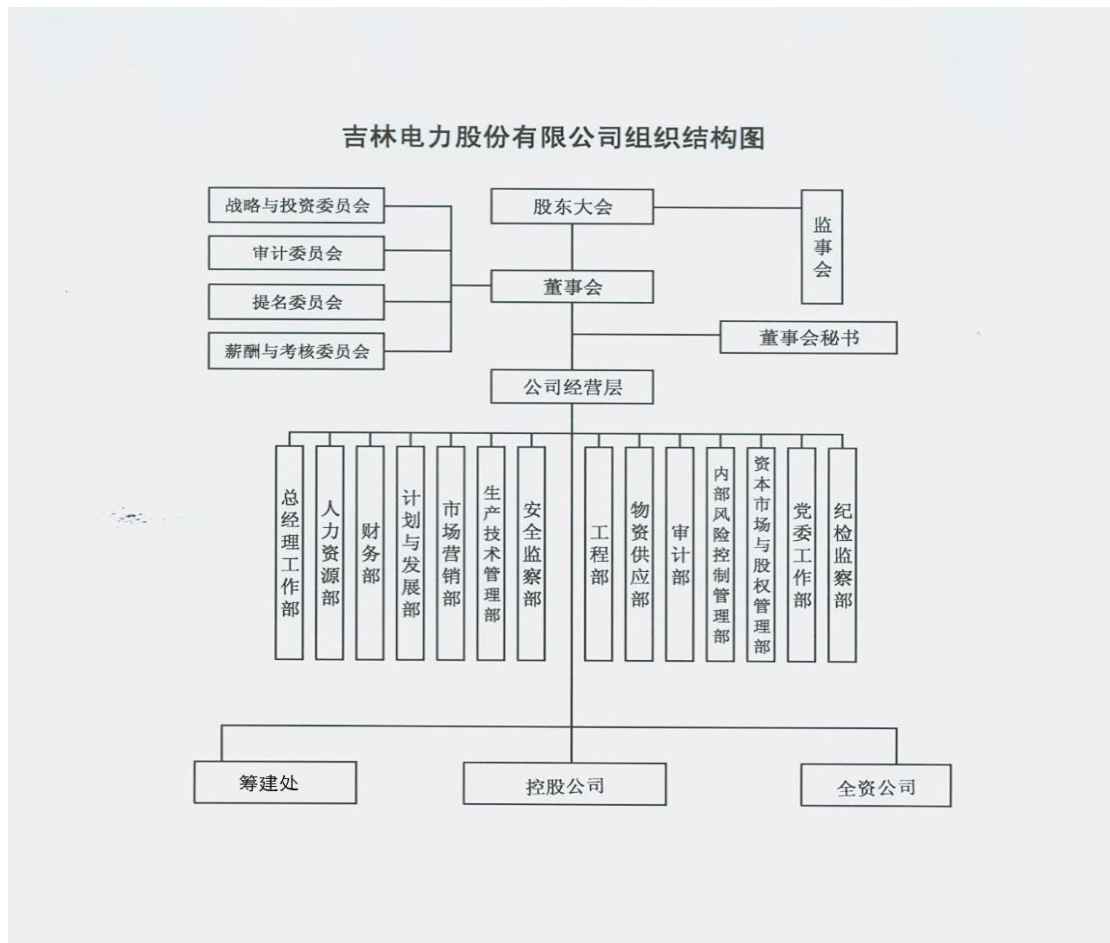 吉林电力股份有限公司组织结构图
战略与投资委员会
股东大会
监事会
审计委员会
董事会
提名委员会
董事会秘书
薪酬与考核委员会
公司经营层
总经理工作部
人力资源部
财务部
计划与发展部
市场营销部
生产技术管理部
安全监察部
工程部
物资供应部
审计部
内部风险控制管理部
资本市场与股权管理部
党委工作部
纪检监察部
筹建处
控股公司
全资公司